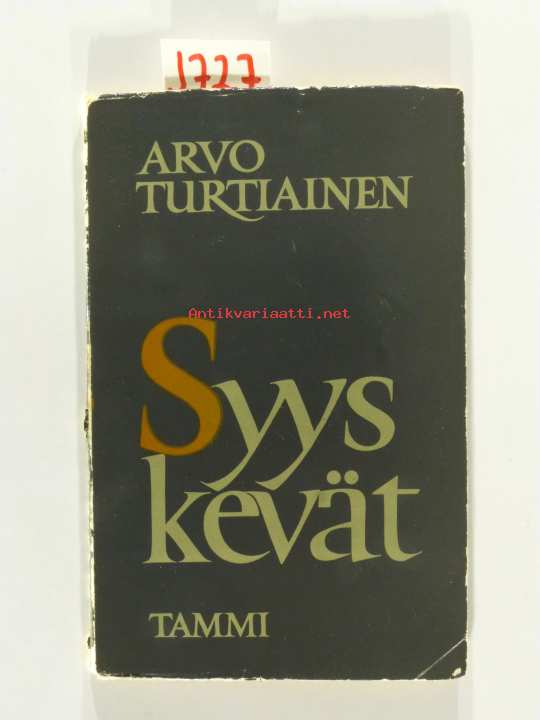 1727
ARVO
TURTIAINEN
Antikvariaatti.net
Syys
kevät
TAMMI